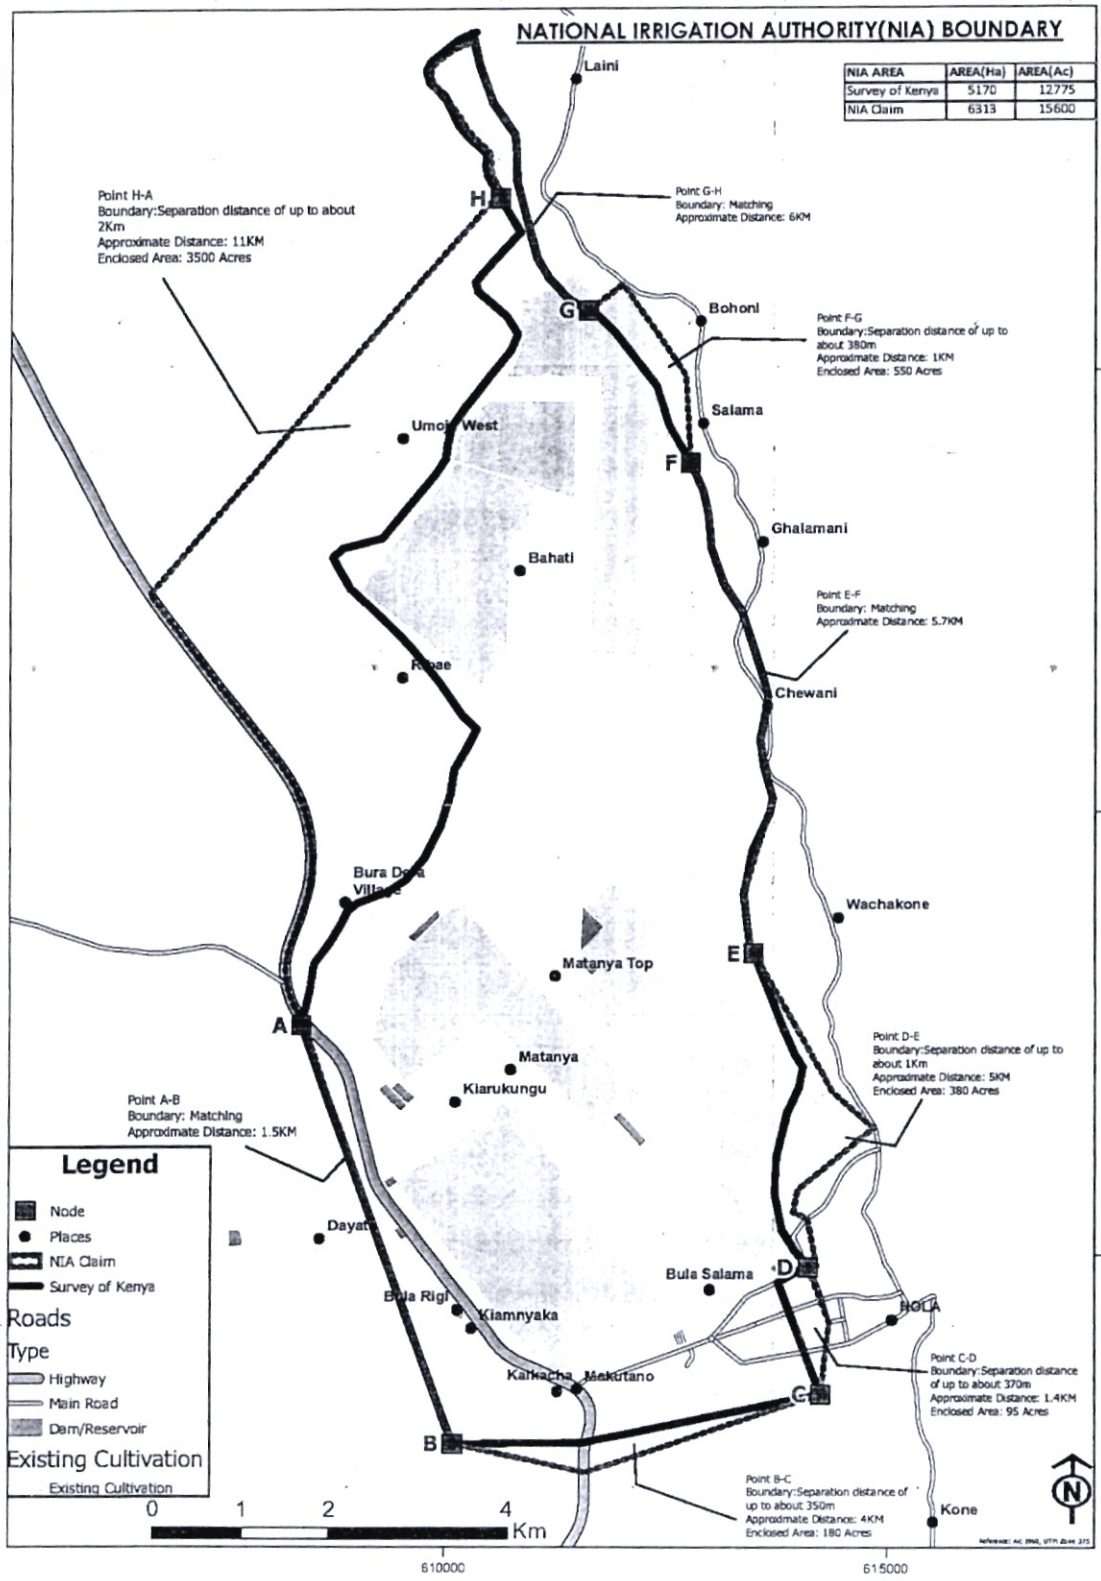 NATIONAL IRRIGATION AUTHORITY(NIA) BOUNDARY
Laini
NIA AREA AREA(Ha) AREA(Ac)
Survey of Kenya 5170 12775
NIA Claim 6313 15600
Point H-A
Boundary:Separation distance of up to about
2Km
Approximate Distance: 11KM
Enclosed Area: 3500 Acres
H
Point G-H
Boundary: Matching
Approximate Distance: 6KM
G
Bohoni
Point F-G
Boundary:Separation distance of up to
about 380m
Approximate Distance: 1KM
Enclosed Area: 550 Acres
Salama
Umoja West
F
Ghalamani
Bahati
Point E-F
Boundary: Matching
Approximate Distance: 5.7KM
Ribae
Chewani
Bura Dofa
Village
Wachakone
E
Matanya Top
A
Point D-E
Boundary:Separation distance of up to
about 1Km
Approximate Distance: 5KM
Enclosed Area: 380 Acres
Matanya
Kiarukungu
Point A-B
Boundary: Matching
Approximate Distance: 1.5KM
Legend
Node
Places
NIA Claim
Survey of Kenya
Roads
Type
Highway
Main Road
Dam/Reservoir
Existing Cultivation
Existing Cultivation
Bula Salama
D
Bula Rigi
Kiamnyaka
HOLA
Kalkacha
Mekutano
C
Point C-D
Boundary:Separation distance
of up to about 370m
Approximate Distance: 1.4KM
Enclosed Area: 95 Acres
B
Point B-C
Boundary:Separation distance of
up to about 350m
Approximate Distance: 4KM
Enclosed Area: 180 Acres
N
Kone
0 1 2 4
Km
610000 615000